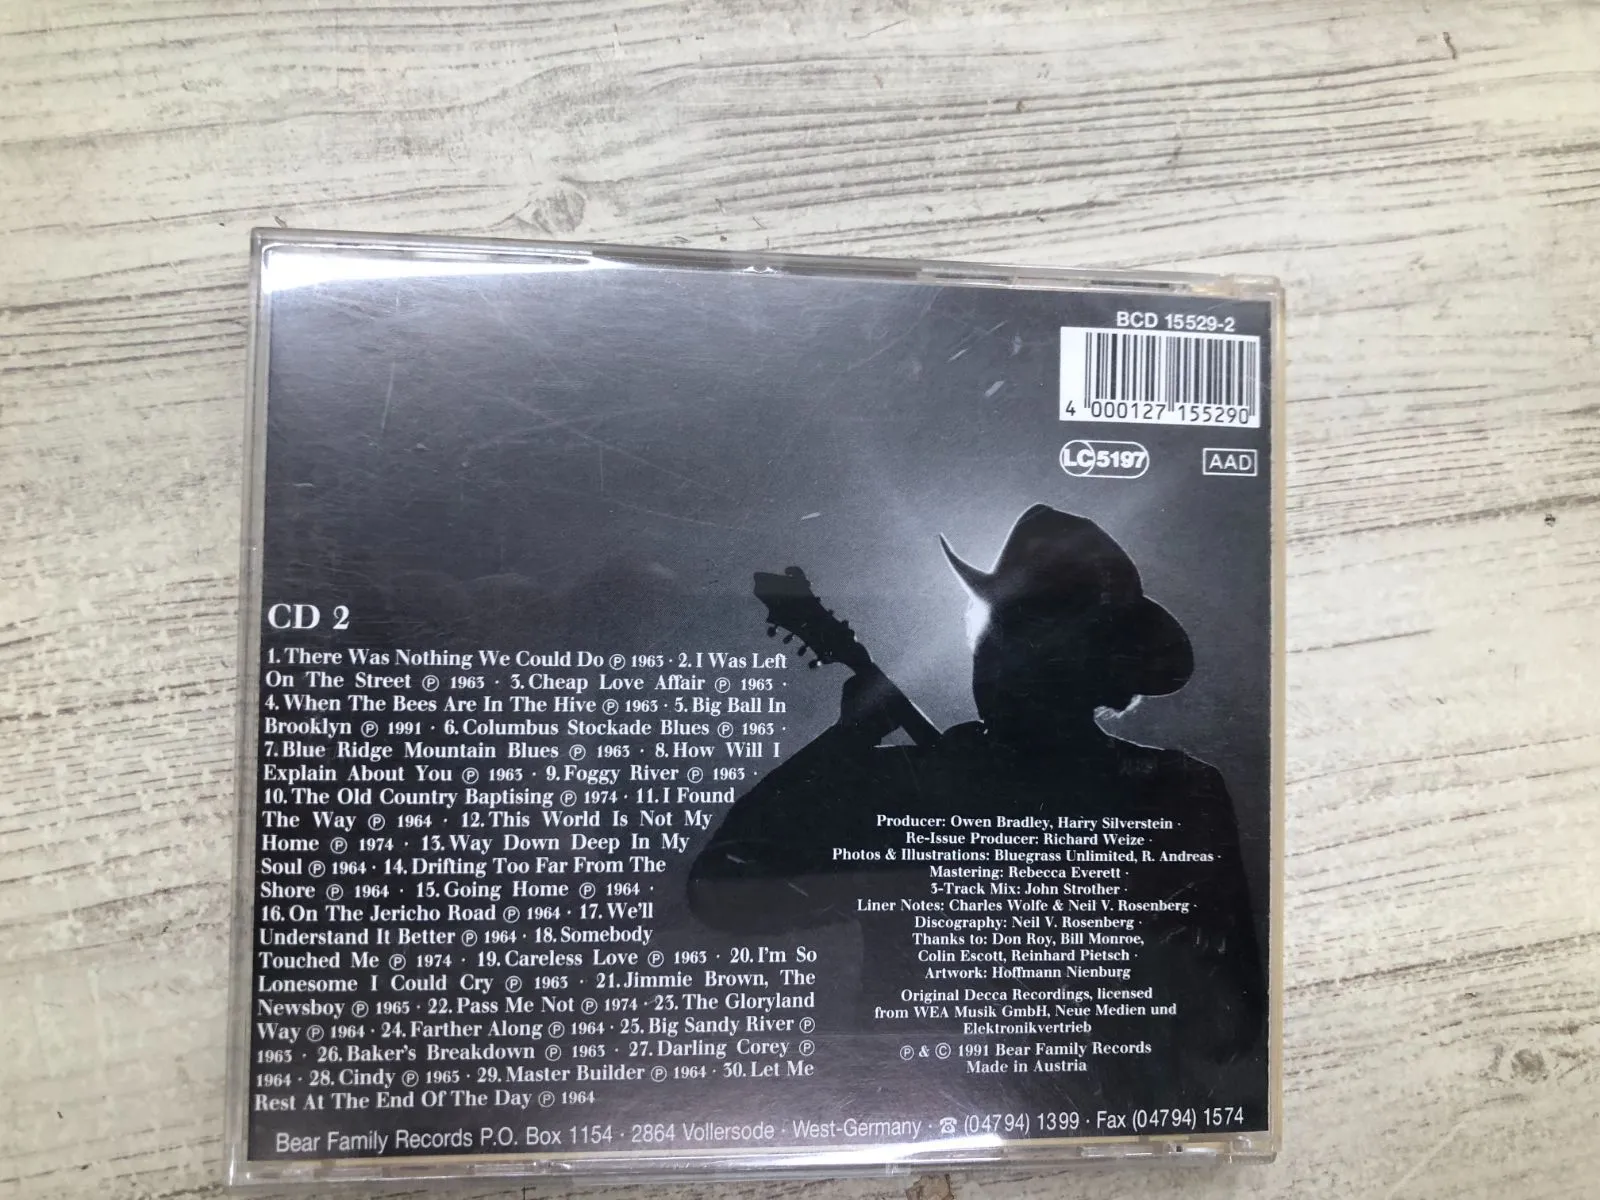 BCD 15529-2
4 000127 155290
LC 5197
AAD
CD 2
1. There Was Nothing We Could Do ℗ 1963 · 2. I Was Left
On The Street ℗ 1963 · 3. Cheap Love Affair ℗ 1963 ·
4. When The Bees Are In The Hive ℗ 1963 · 5. Big Ball In
Brooklyn ℗ 1991 · 6. Columbus Stockade Blues ℗ 1963 ·
7. Blue Ridge Mountain Blues ℗ 1963 · 8. How Will I
Explain About You ℗ 1963 · 9. Foggy River ℗ 1963 ·
10. The Old Country Baptising ℗ 1974 · 11. I Found
The Way ℗ 1964 · 12. This World Is Not My
Home ℗ 1974 · 13. Way Down Deep In My
Soul ℗ 1964 · 14. Drifting Too Far From The
Shore ℗ 1964 · 15. Going Home ℗ 1964 ·
16. On The Jericho Road ℗ 1964 · 17. We'll
Understand It Better ℗ 1964 · 18. Somebody
Touched Me ℗ 1974 · 19. Careless Love ℗ 1963 · 20. I'm So
Lonesome I Could Cry ℗ 1963 · 21. Jimmie Brown, The
Newsboy ℗ 1965 · 22. Pass Me Not ℗ 1974 · 23. The Gloryland
Way ℗ 1964 · 24. Farther Along ℗ 1964 · 25. Big Sandy River ℗
1963 · 26. Baker's Breakdown ℗ 1963 · 27. Darling Corey ℗
1964 · 28. Cindy ℗ 1965 · 29. Master Builder ℗ 1964 · 30. Let Me
Rest At The End Of The Day ℗ 1964
Producer: Owen Bradley, Harry Silverstein ·
Re-Issue Producer: Richard Weize ·
Photos & Illustrations: Bluegrass Unlimited, R. Andreas ·
Mastering: Rebecca Everett ·
3-Track Mix: John Strother ·
Liner Notes: Charles Wolfe & Neil V. Rosenberg ·
Discography: Neil V. Rosenberg ·
Thanks to: Don Roy, Bill Monroe,
Colin Escott, Reinhard Pietsch ·
Artwork: Hoffmann Nienburg
Original Decca Recordings, licensed
from WEA Musik GmbH, Neue Medien und
Elektronikvertrieb
℗ & © 1991 Bear Family Records
Made in Austria
Bear Family Records P.O. Box 1154 · 2864 Vollersode · West-Germany · ☎ (04794) 1399 · Fax (04794) 1574